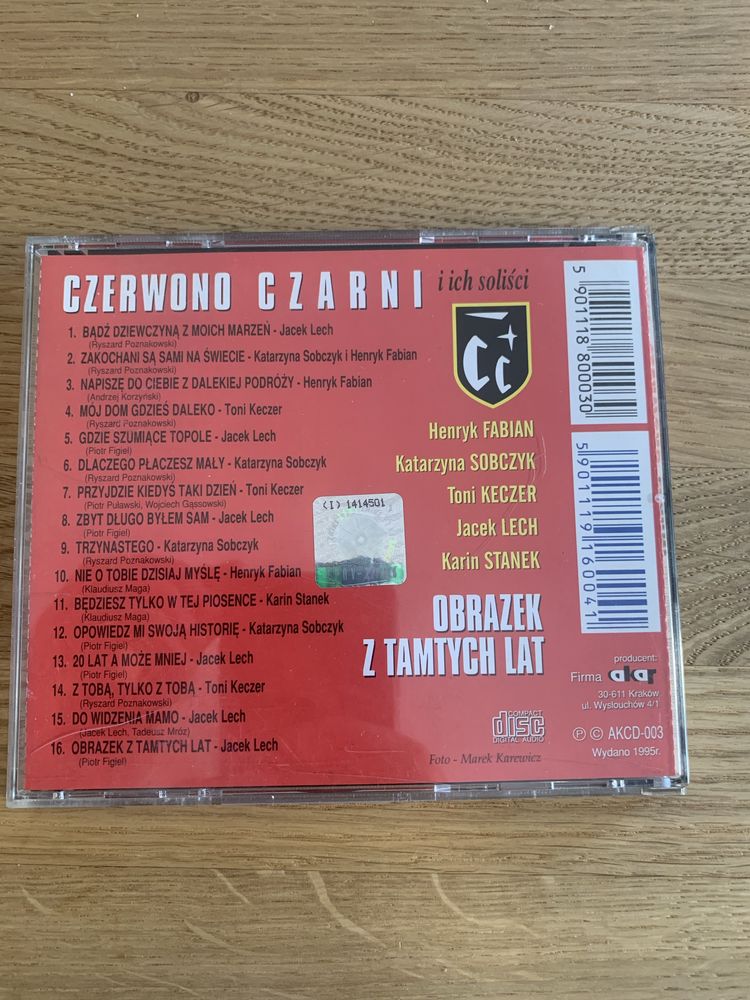 CZERWONO CZARNI i ich soliści
1. BĄDŹ DZIEWCZYNĄ Z MOICH MARZEŃ - Jacek Lech
(Ryszard Poznakowski)
2. ZAKOCHANI SĄ SAMI NA ŚWIECIE - Katarzyna Sobczyk i Henryk Fabian
(Ryszard Poznakowski)
3. NAPISZĘ DO CIEBIE Z DALEKIEJ PODRÓŻY - Henryk Fabian
(Andrzej Korzyński)
4. MÓJ DOM GDZIEŚ DALEKO - Toni Keczer
(Ryszard Poznakowski)
5. GDZIE SZUMIĄCE TOPOLE - Jacek Lech
(Piotr Figiel)
6. DLACZEGO PŁACZESZ MAŁY - Katarzyna Sobczyk
(Ryszard Poznakowski)
7. PRZYJDZIE KIEDYŚ TAKI DZIEŃ - Toni Keczer
(Piotr Puławski, Wojciech Gąssowski)
8. ZBYT DŁUGO BYŁEM SAM - Jacek Lech
(Piotr Figiel)
9. TRZYNASTEGO - Katarzyna Sobczyk
(Ryszard Poznakowski)
10. NIE O TOBIE DZISIAJ MYŚLĘ - Henryk Fabian
(Klaudiusz Maga)
11. BĘDZIESZ TYLKO W TEJ PIOSENCE - Karin Stanek
(Klaudiusz Maga)
12. OPOWIEDZ MI SWOJĄ HISTORIĘ - Katarzyna Sobczyk
(Piotr Figiel)
13. 20 LAT A MOŻE MNIEJ - Jacek Lech
(Piotr Figiel)
14. Z TOBĄ, TYLKO Z TOBĄ - Toni Keczer
(Ryszard Poznakowski)
15. DO WIDZENIA MAMO - Jacek Lech
(Jacek Lech, Tadeusz Mróz)
16. OBRAZEK Z TAMTYCH LAT - Jacek Lech
(Piotr Figiel)
(I) 1414501
Cc
Henryk FABIAN
Katarzyna SOBCZYK
Toni KECZER
Jacek LECH
Karin STANEK
OBRAZEK
Z TAMTYCH LAT
COMPACT
disc
DIGITAL AUDIO
Foto - Marek Karewicz
5 901118 800030
5 901119 160041
producent:
Firma
30-611 Kraków
ul. Wysłouchów 4/1
Ⓟ © AKCD-003
Wydano 1995r.